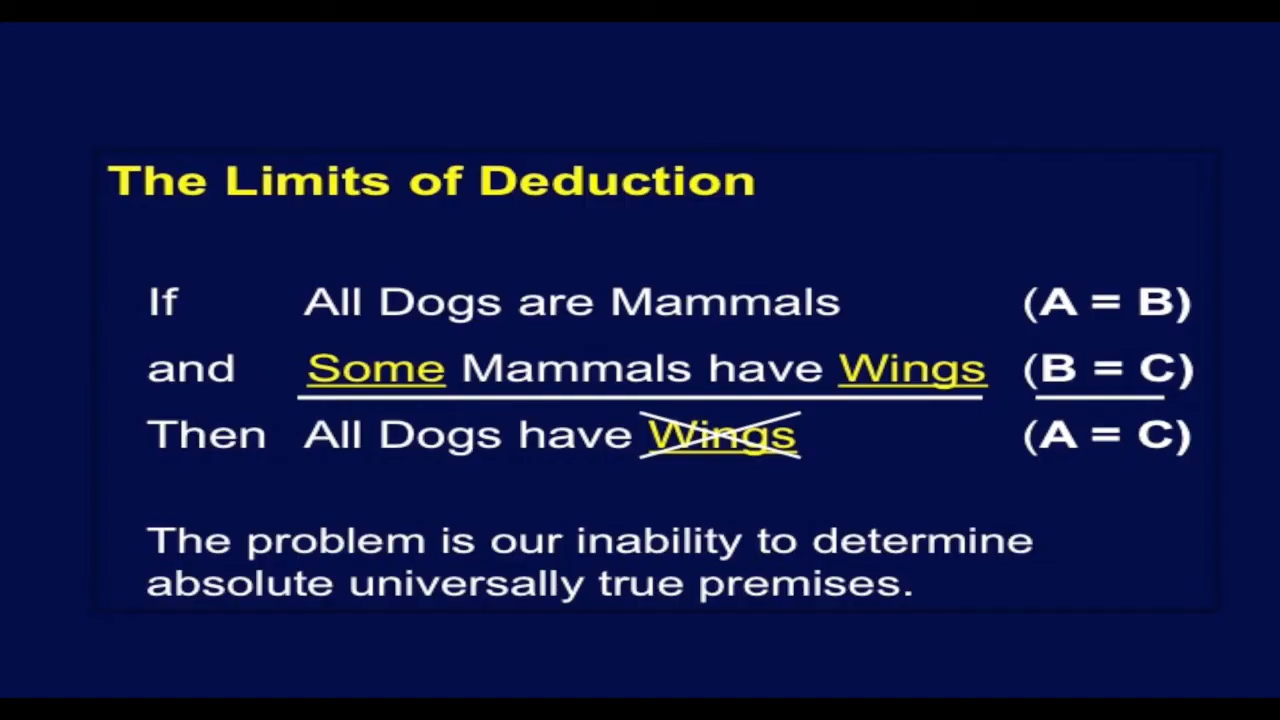 The Limits of Deduction
If All Dogs are Mammals (A = B)
and Some Mammals have Wings (B = C)
Then All Dogs have Wings (A = C)
The problem is our inability to determine
absolute universally true premises.